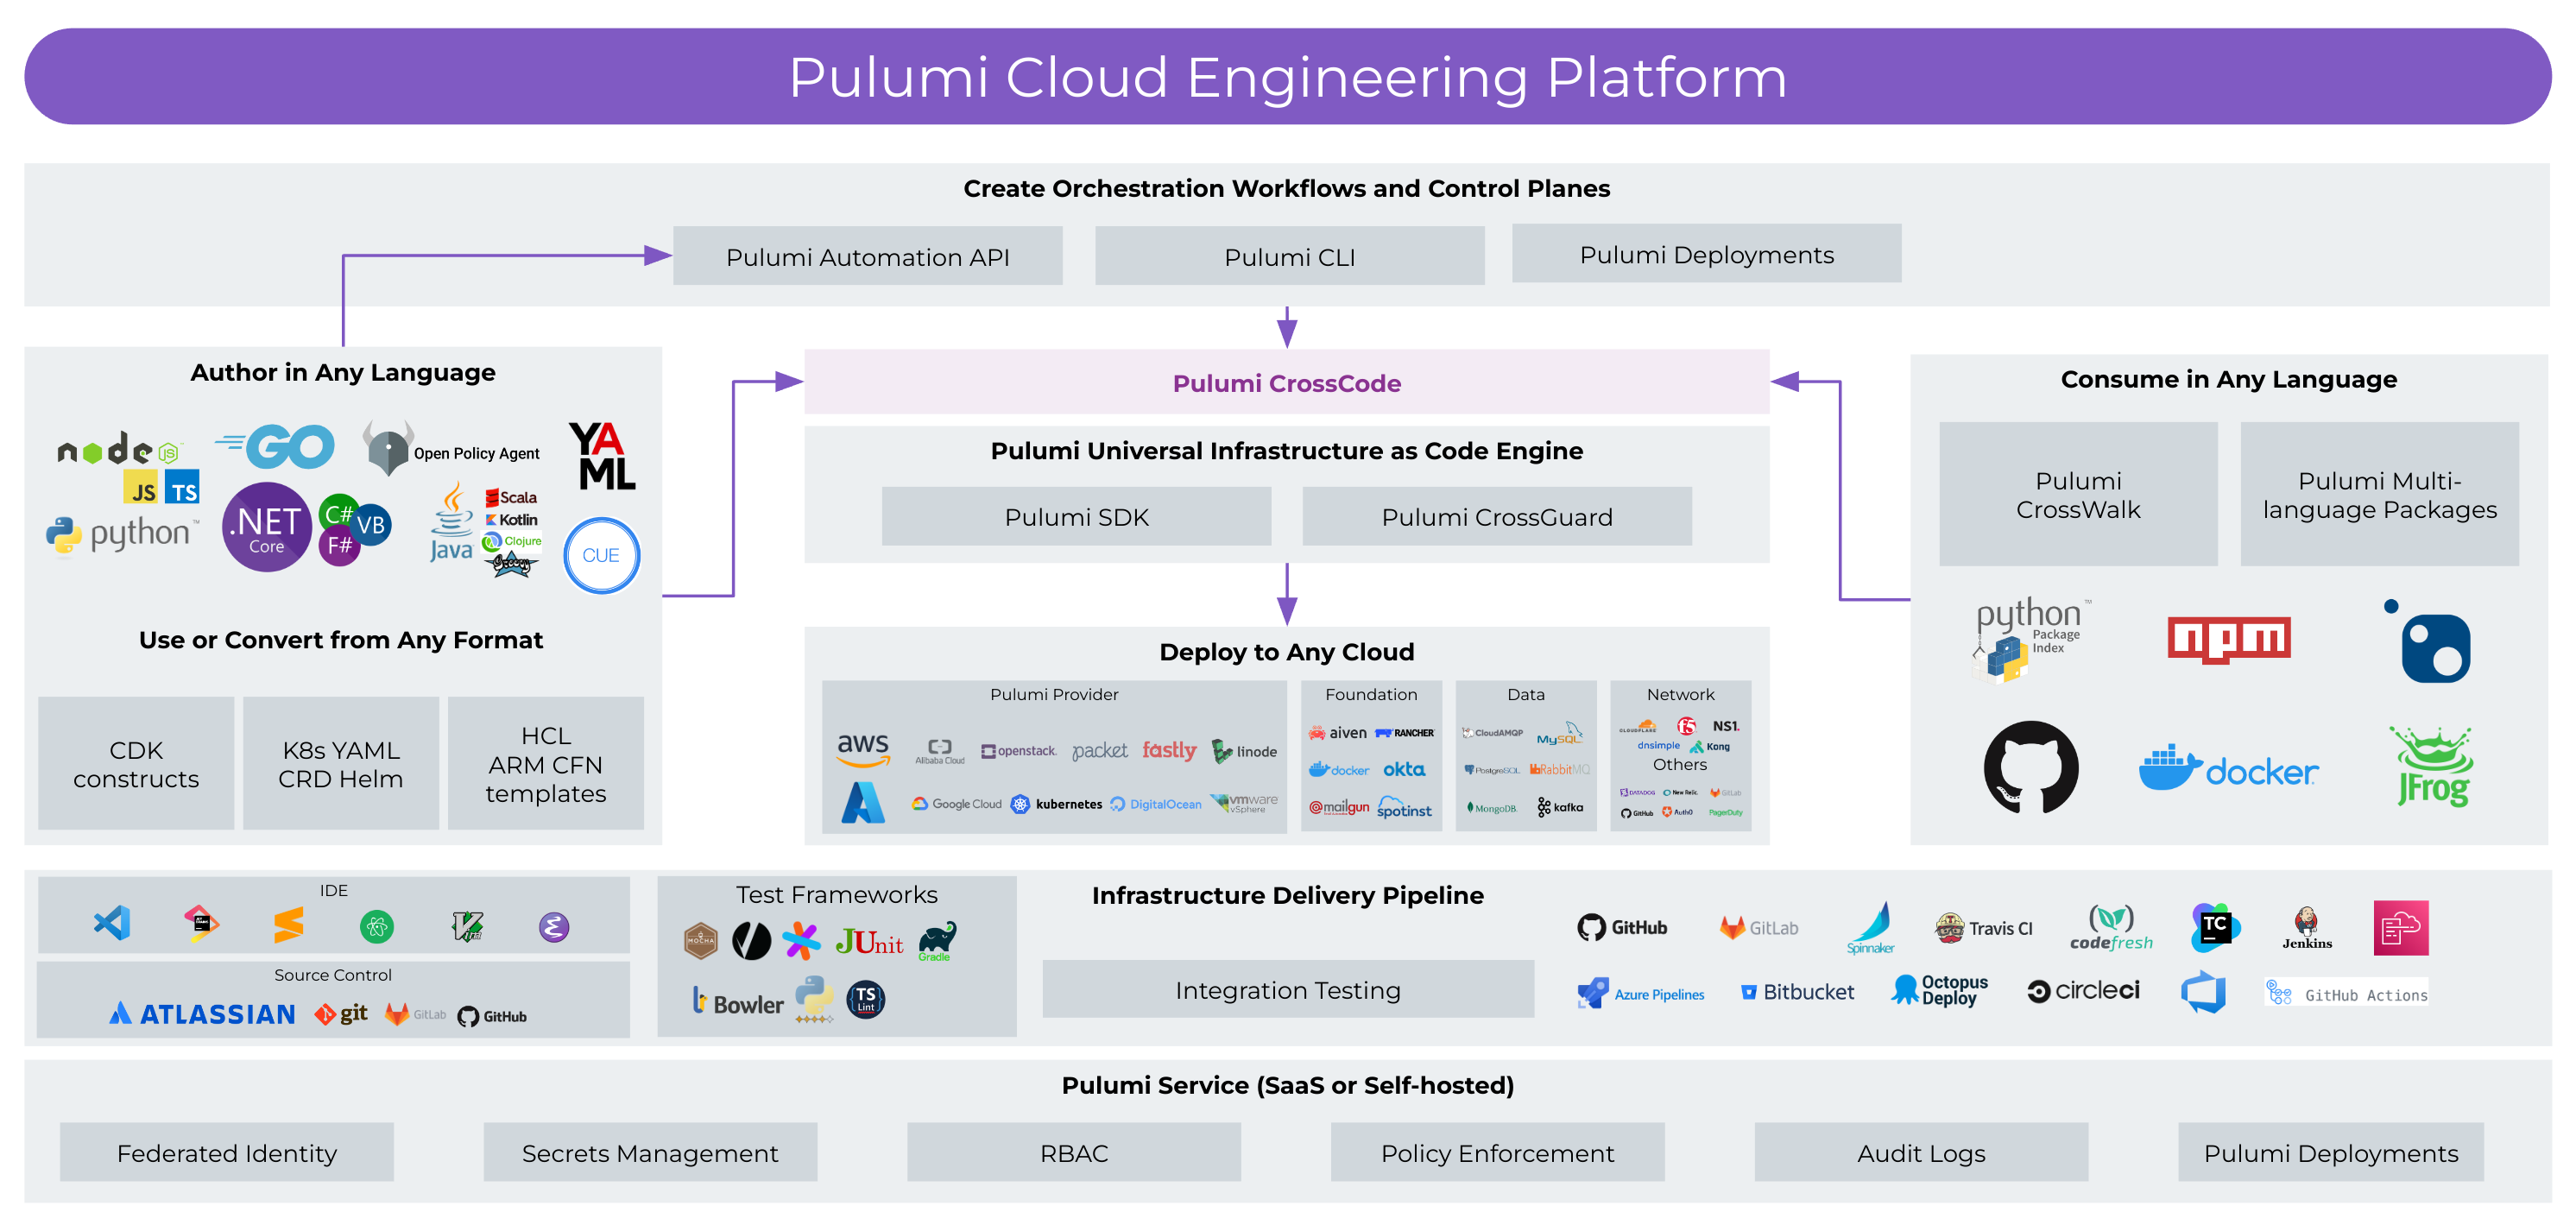 Pulumi Cloud Engineering Platform
Create Orchestration Workflows and Control Planes
Pulumi Automation API
Pulumi CLI
Pulumi Deployments
Author in Any Language
node JS
GO
Open Policy Agent
YA
ML
JS
TS
python™
.NET
Core
C#
VB
F#
Java
Scala
Kotlin
Clojure
Groovy
CUE
Use or Convert from Any Format
CDK
constructs
K8s YAML
CRD Helm
HCL
ARM CFN
templates
Pulumi CrossCode
Pulumi Universal Infrastructure as Code Engine
Pulumi SDK
Pulumi CrossGuard
Deploy to Any Cloud
Pulumi Provider
aws
Alibaba Cloud
openstack.
packet
fastly
linode
Google Cloud
kubernetes
DigitalOcean
vmware
vSphere
Foundation
aiven
RANCHER
docker
okta
mailgun
spotinst
Data
CloudAMQP
MySQL
PostgreSQL
RabbitMQ
MongoDB.
kafka
Network
CLOUDFLARE
f5
NS1.
dnsimple
Kong
Others
DATADOG
New Relic.
GitLab
GitHub
Auth0
PagerDuty
Consume in Any Language
Pulumi
CrossWalk
Pulumi Multi-
language Packages
python™
Package
Index
npm
docker
JFrog
IDE
Source Control
ATLASSIAN
git
GitLab
GitHub
Test Frameworks
MOCHA
JUnit
Gradle
Bowler
TS
Lint
Infrastructure Delivery Pipeline
Integration Testing
GitHub
GitLab
Spinnaker
Travis CI
codefresh
TC
Jenkins
Azure Pipelines
Bitbucket
Octopus
Deploy
circleci
GitHub Actions
Pulumi Service (SaaS or Self-hosted)
Federated Identity
Secrets Management
RBAC
Policy Enforcement
Audit Logs
Pulumi Deployments